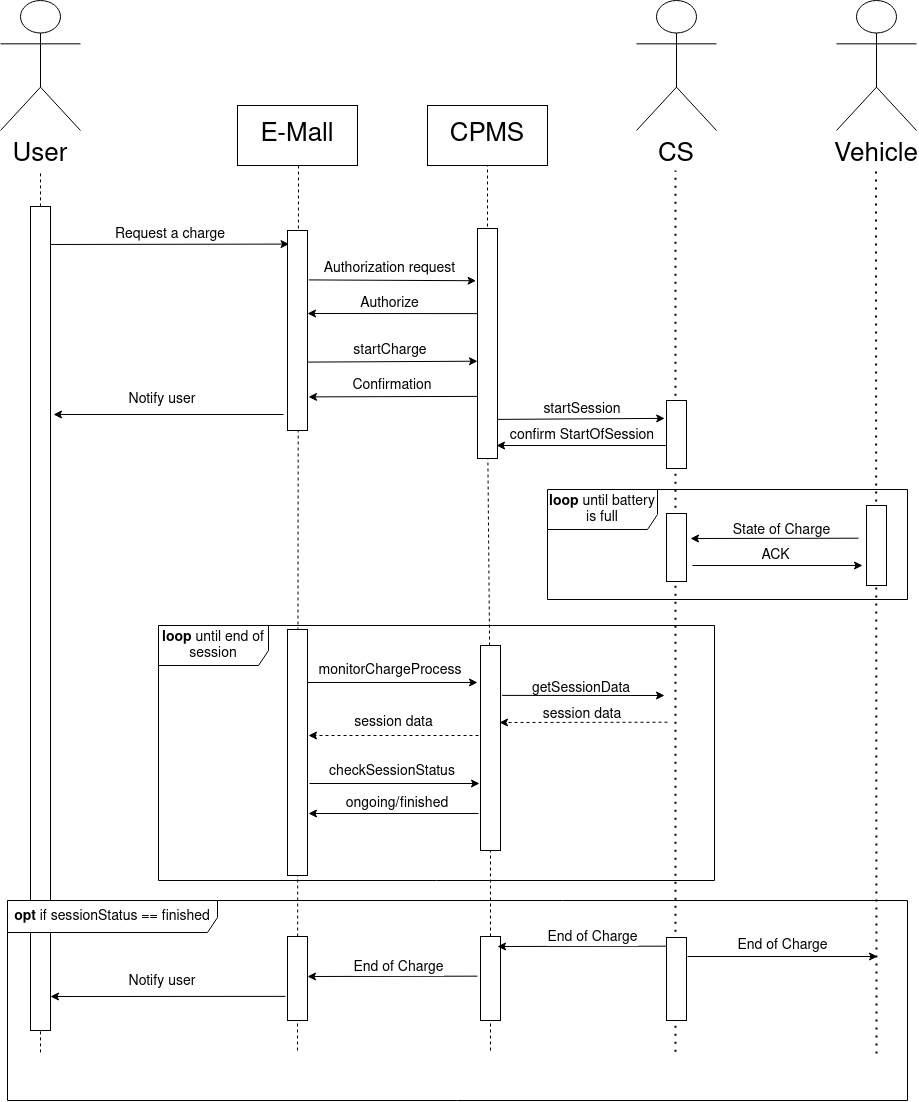 User
E-Mall
CPMS
CS
Vehicle
Request a charge
Authorization request
Authorize
startCharge
Confirmation
Notify user
startSession
confirm StartOfSession
loop until battery
is full
State of Charge
ACK
loop until end of
session
monitorChargeProcess
getSessionData
session data
session data
checkSessionStatus
ongoing/finished
opt if sessionStatus == finished
End of Charge
End of Charge
End of Charge
Notify user